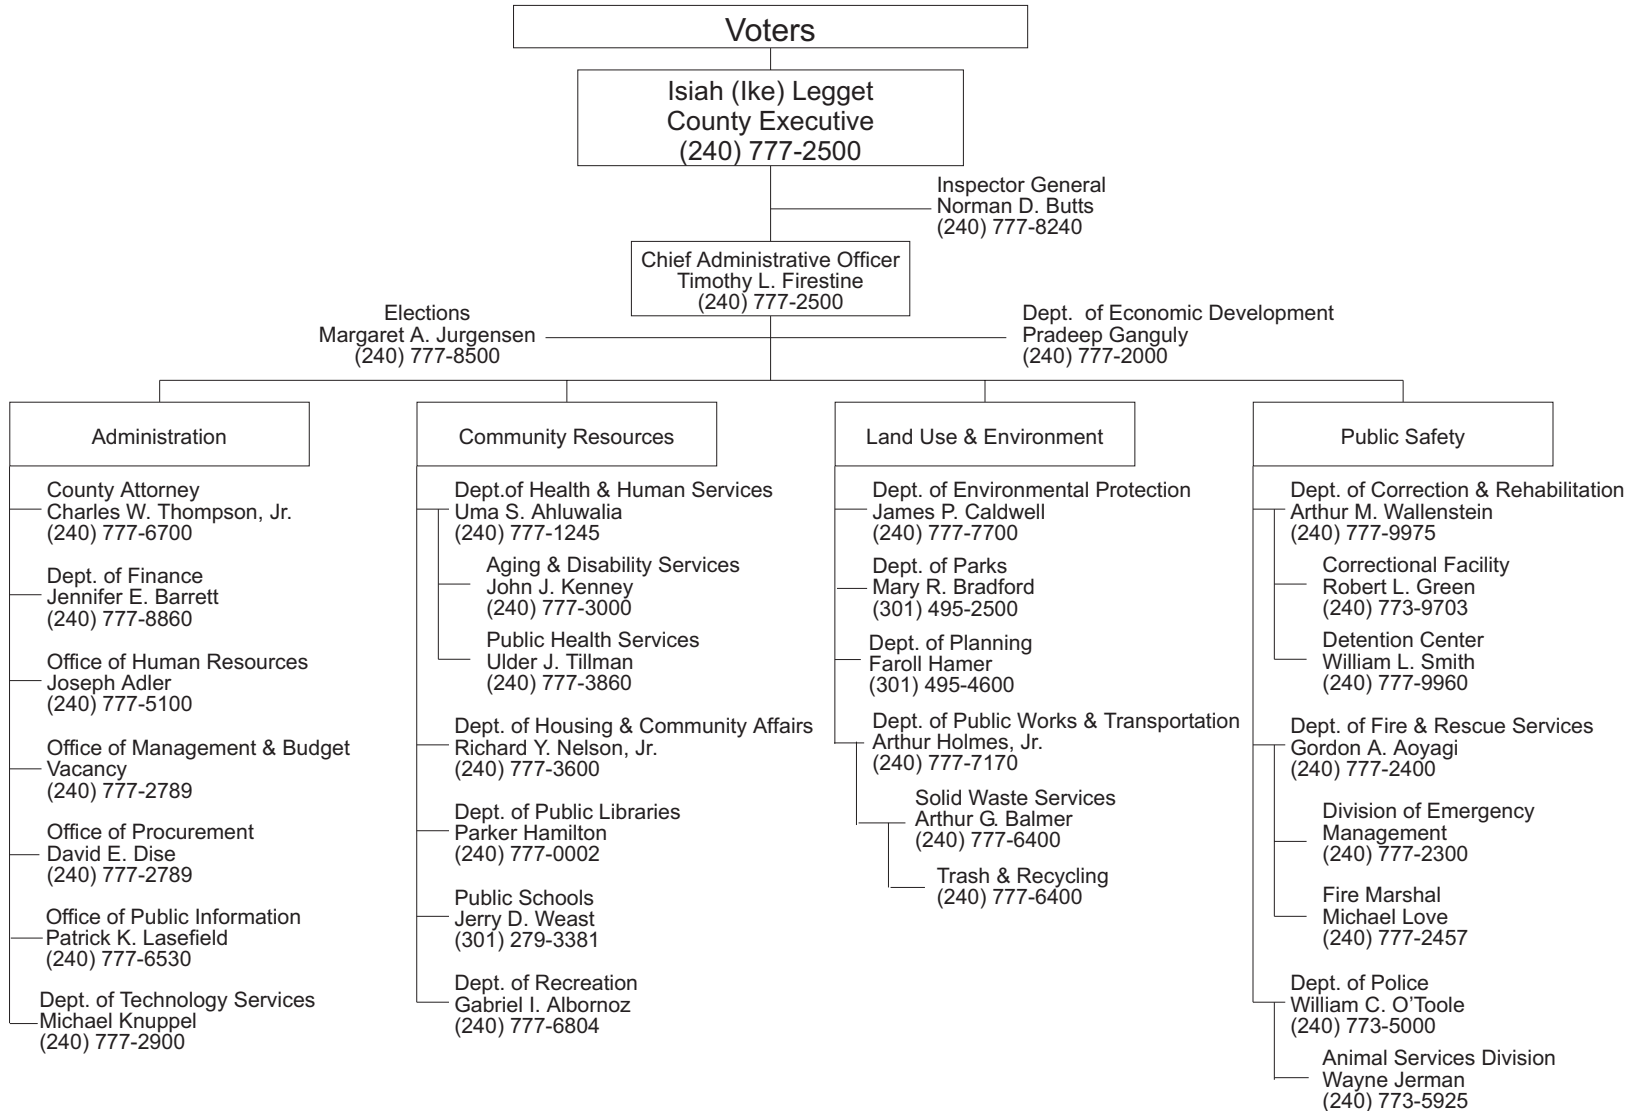 Voters
Isiah (Ike) Legget
County Executive
(240) 777-2500
Inspector General
Norman D. Butts
(240) 777-8240
Chief Administrative Officer
Timothy L. Firestine
(240) 777-2500
Elections
Margaret A. Jurgensen
(240) 777-8500
Dept. of Economic Development
Pradeep Ganguly
(240) 777-2000
Administration
County Attorney
Charles W. Thompson, Jr.
(240) 777-6700
Dept. of Finance
Jennifer E. Barrett
(240) 777-8860
Office of Human Resources
Joseph Adler
(240) 777-5100
Office of Management & Budget
Vacancy
(240) 777-2789
Office of Procurement
David E. Dise
(240) 777-2789
Office of Public Information
Patrick K. Lasefield
(240) 777-6530
Dept. of Technology Services
Michael Knuppel
(240) 777-2900
Community Resources
Dept.of Health & Human Services
Uma S. Ahluwalia
(240) 777-1245
Aging & Disability Services
John J. Kenney
(240) 777-3000
Public Health Services
Ulder J. Tillman
(240) 777-3860
Dept. of Housing & Community Affairs
Richard Y. Nelson, Jr.
(240) 777-3600
Dept. of Public Libraries
Parker Hamilton
(240) 777-0002
Public Schools
Jerry D. Weast
(301) 279-3381
Dept. of Recreation
Gabriel I. Albornoz
(240) 777-6804
Land Use & Environment
Dept. of Environmental Protection
James P. Caldwell
(240) 777-7700
Dept. of Parks
Mary R. Bradford
(301) 495-2500
Dept. of Planning
Faroll Hamer
(301) 495-4600
Dept. of Public Works & Transportation
Arthur Holmes, Jr.
(240) 777-7170
Solid Waste Services
Arthur G. Balmer
(240) 777-6400
Trash & Recycling
(240) 777-6400
Public Safety
Dept. of Correction & Rehabilitation
Arthur M. Wallenstein
(240) 777-9975
Correctional Facility
Robert L. Green
(240) 773-9703
Detention Center
William L. Smith
(240) 777-9960
Dept. of Fire & Rescue Services
Gordon A. Aoyagi
(240) 777-2400
Division of Emergency
Management
(240) 777-2300
Fire Marshal
Michael Love
(240) 777-2457
Dept. of Police
William C. O'Toole
(240) 773-5000
Animal Services Division
Wayne Jerman
(240) 773-5925